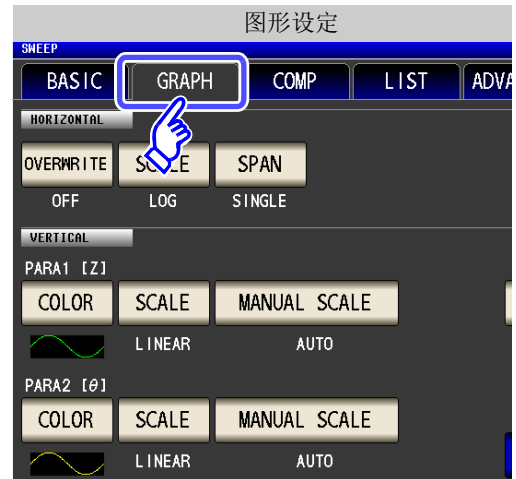 图形设定
SWEEP
BASIC GRAPH COMP LIST ADVA
HORIZONTAL
OVERWRITE SCALE SPAN
OFF LOG SINGLE
VERTICAL
PARA1 [Z]
COLOR SCALE MANUAL SCALE
LINEAR AUTO
PARA2 [θ]
COLOR SCALE MANUAL SCALE
LINEAR AUTO